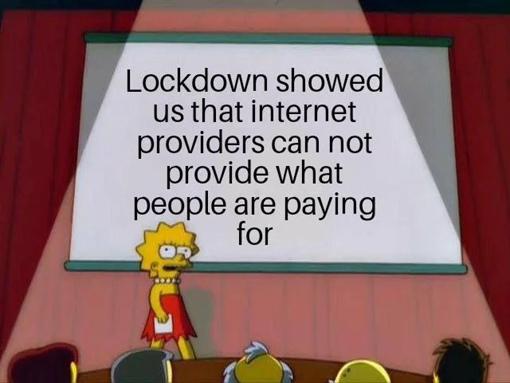 Lockdown showed
us that internet
providers can not
provide what
people are paying
for